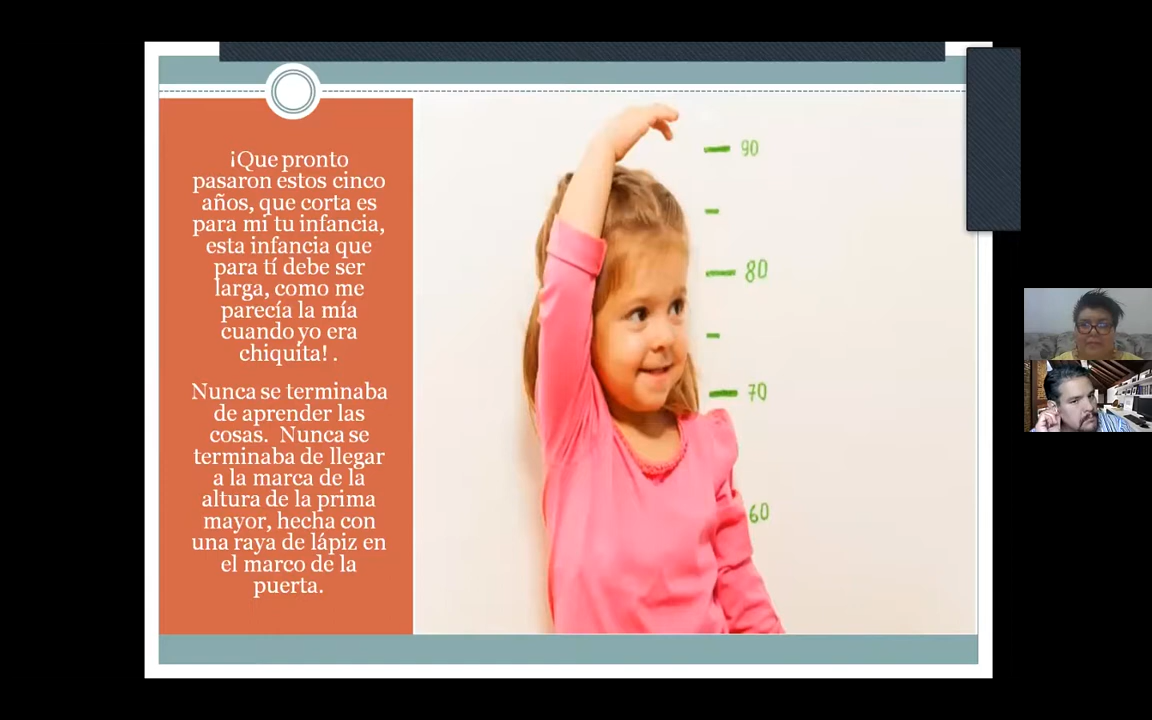 ¡Que pronto
pasaron estos cinco
años, que corta es
para mi tu infancia,
esta infancia que
para tí debe ser
larga, como me
parecía la mía
cuando yo era
chiquita! .
Nunca se terminaba
de aprender las
cosas. Nunca se
terminaba de llegar
a la marca de la
altura de la prima
mayor, hecha con
una raya de lápiz en
el marco de la
puerta.
90
80
70
60